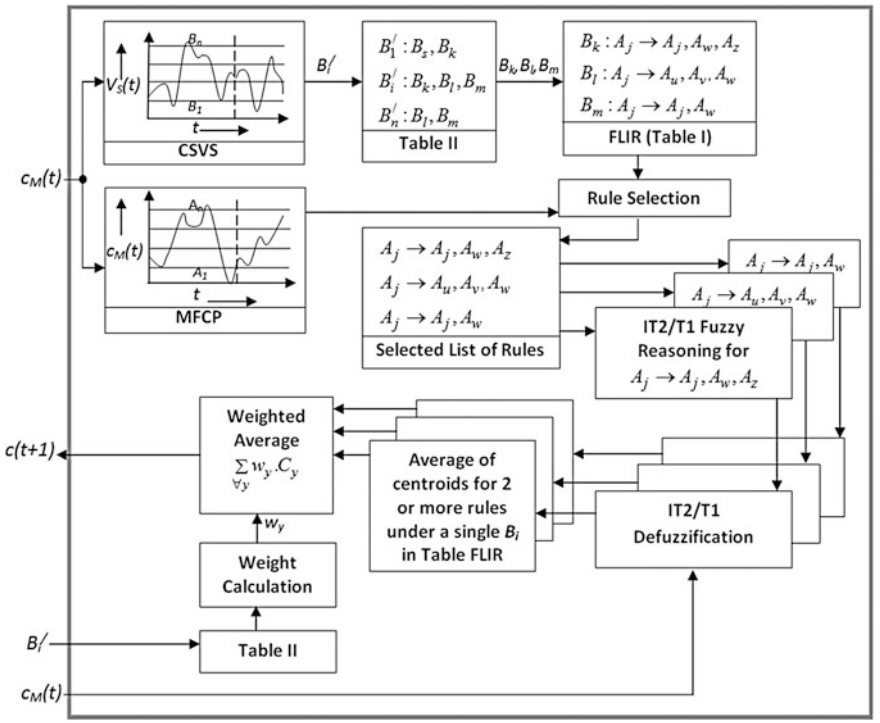 B_n
V_S(t)
B_1
t
CSVS
B_i^/
B_1^/ : B_s, B_k
B_i^/ : B_k, B_l, B_m
B_n^/ : B_l, B_m
Table II
B_k, B_l, B_m
B_k : A_j → A_j, A_w, A_z
B_l : A_j → A_u, A_v, A_w
B_m : A_j → A_j, A_w
FLIR (Table I)
c_M(t)
A_n
c_M(t)
A_1
t
MFCP
Rule Selection
A_j → A_j, A_w, A_z
A_j → A_u, A_v, A_w
A_j → A_j, A_w
Selected List of Rules
A_j → A_j, A_w
A_j → A_u, A_v, A_w
IT2/T1 Fuzzy
Reasoning for
A_j → A_j, A_w, A_z
c(t+1)
Weighted
Average
∑ w_y.C_y
∀y
w_y
Average of
centroids for 2
or more rules
under a single B_i
in Table FLIR
IT2/T1
Defuzzification
Weight
Calculation
B_i^/
Table II
c_M(t)